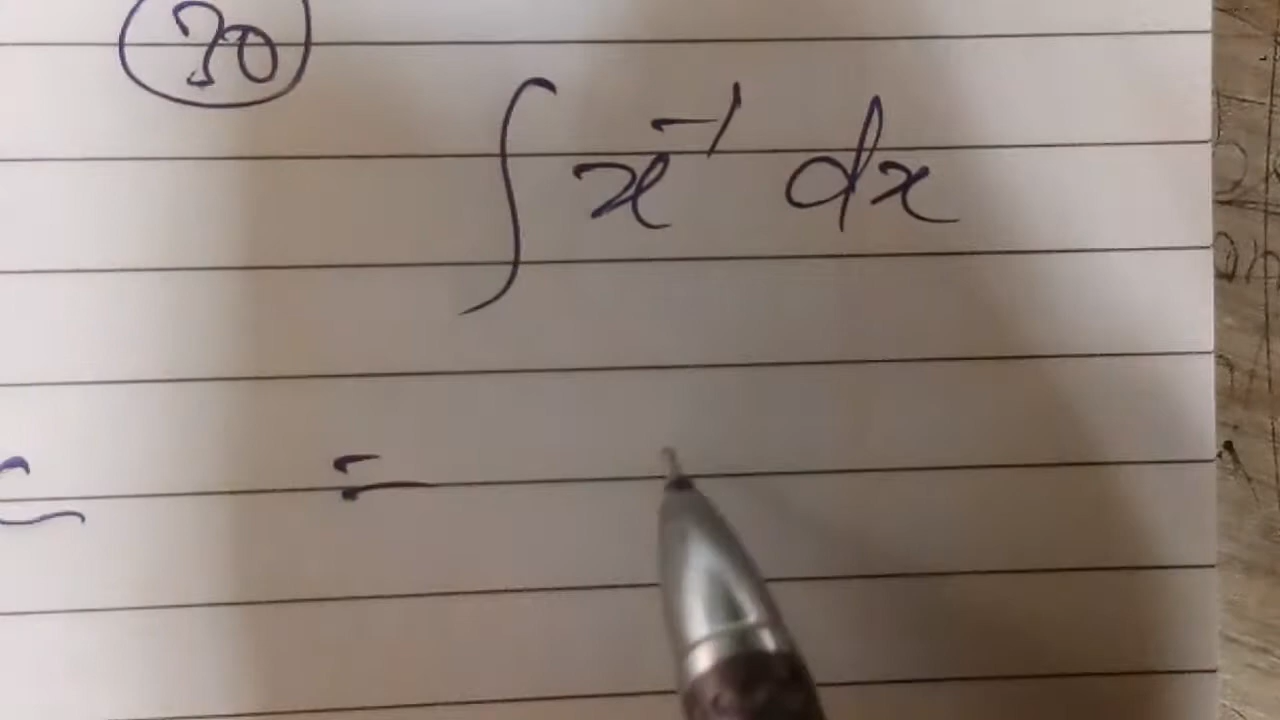 30
∫ x⁻¹ dx
=